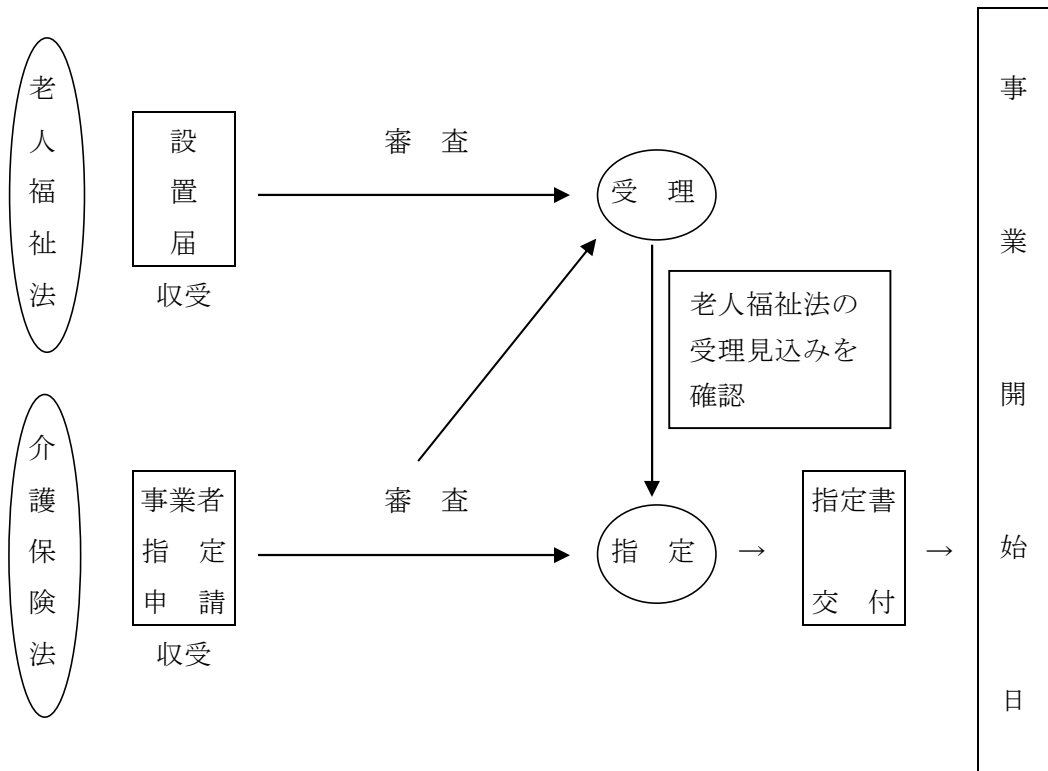 老人福祉法
設置届
収受
審 査
受 理
老人福祉法の
受理見込みを
確認
介護保険法
事業者
指 定
申 請
収受
審 査
指 定
→
指定書
交 付
→
事業開始日